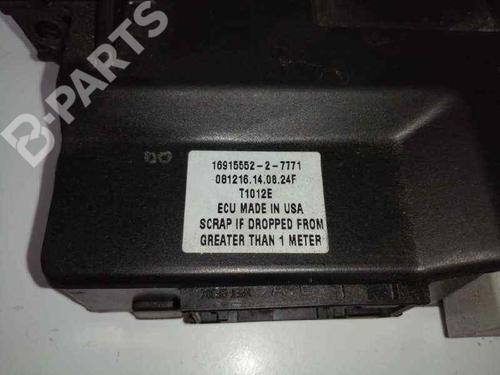 B-PARTS
16915552-2-7771
081216.14.08.24F
T1012E
ECU MADE IN USA
SCRAP IF DROPPED FROM
GREATER THAN 1 METER